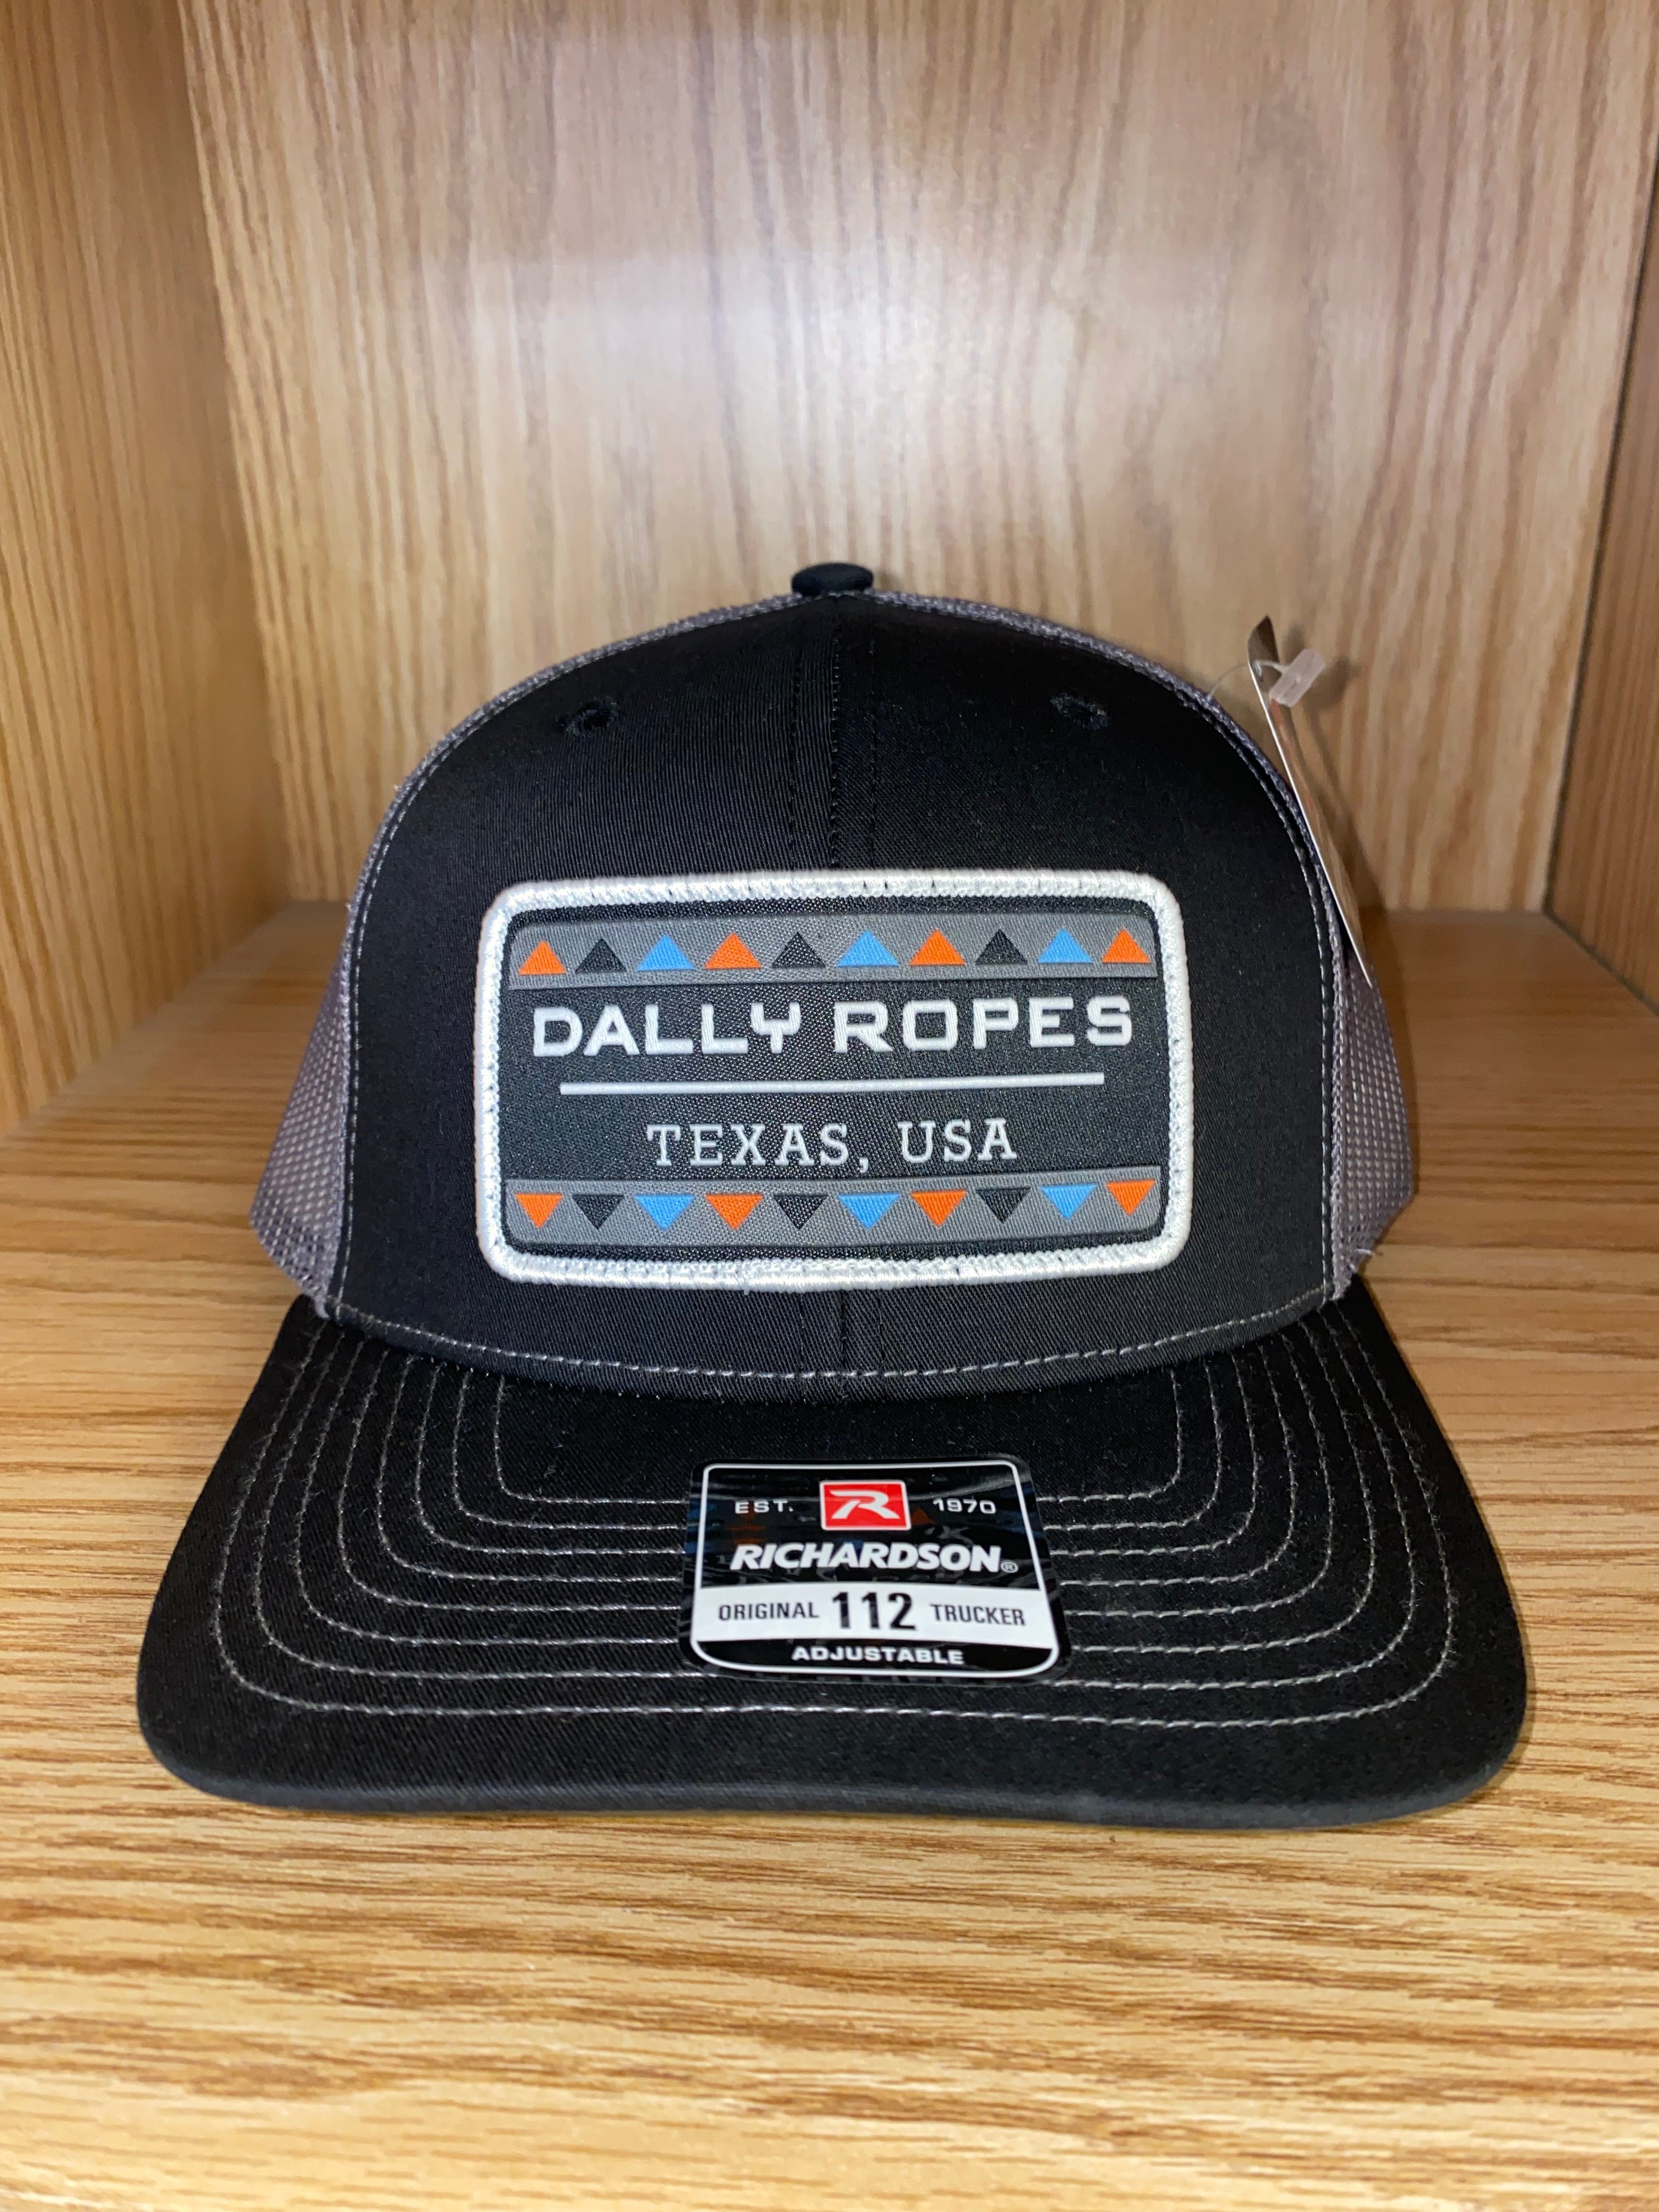 DALLY ROPES
TEXAS, USA
EST. R 1970
RICHARDSON®
ORIGINAL 112 TRUCKER
ADJUSTABLE